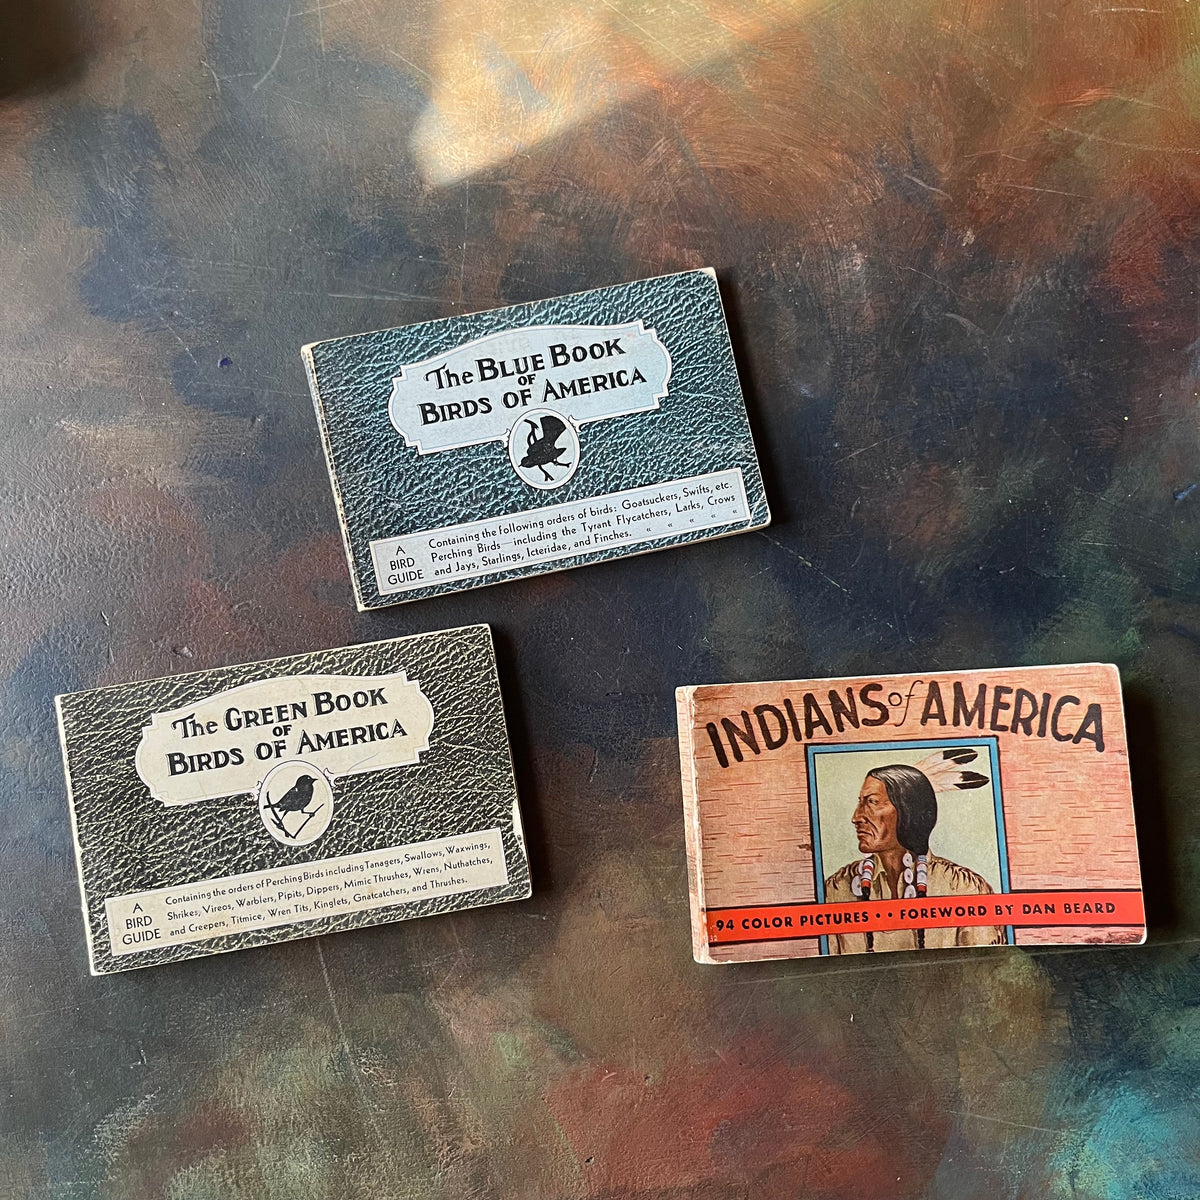 The BLUE BOOK
OF
BIRDS OF AMERICA
A
BIRD
GUIDE
Containing the following orders of birds: Goatsuckers, Swifts, etc.
Perching Birds—including the Tyrant Flycatchers, Larks, Crows
and Jays, Starlings, Icteridae, and Finches. « « « « «
The GREEN BOOK
OF
BIRDS OF AMERICA
A
BIRD
GUIDE
Containing the orders of Perching Birds including Tanagers, Swallows, Waxwings,
Shrikes, Vireos, Warblers, Pipits, Dippers, Mimic Thrushes, Wrens, Nuthatches,
and Creepers, Titmice, Wren Tits, Kinglets, Gnatcatchers, and Thrushes.
INDIANS of AMERICA
94 COLOR PICTURES • • FOREWORD BY DAN BEARD